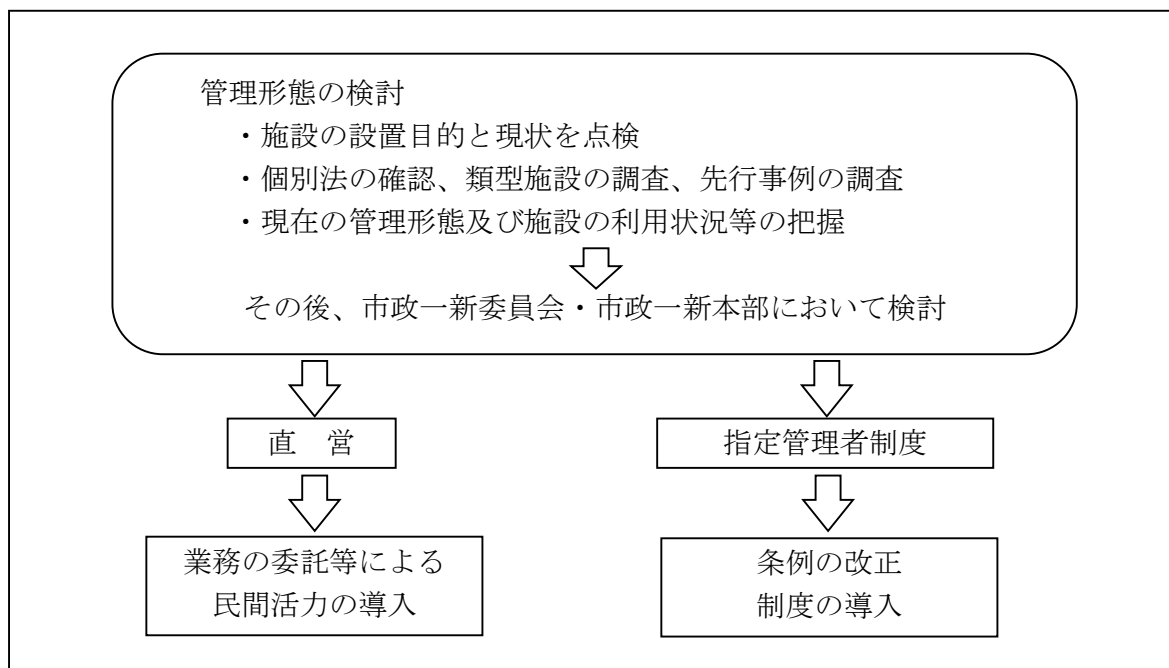 管理形態の検討
・施設の設置目的と現状を点検
・個別法の確認、類型施設の調査、先行事例の調査
・現在の管理形態及び施設の利用状況等の把握
その後、市政一新委員会・市政一新本部において検討
直　営
指定管理者制度
業務の委託等による
民間活力の導入
条例の改正
制度の導入